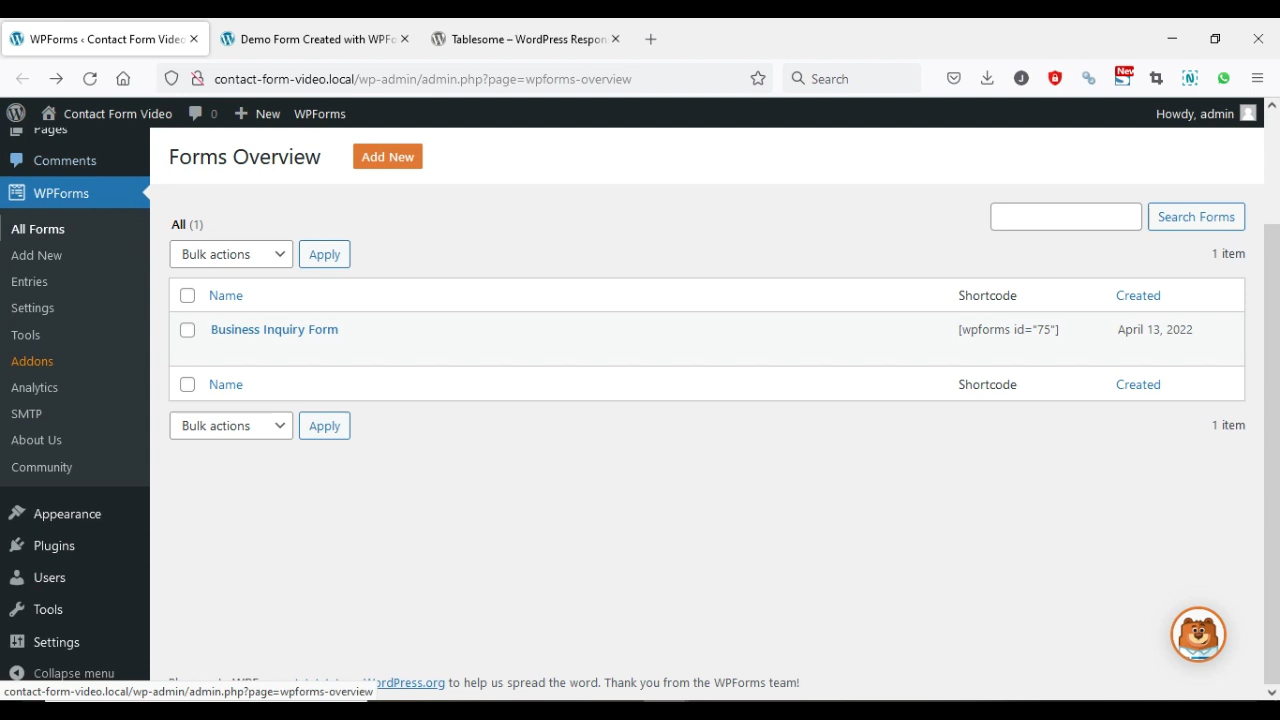 WPForms ‹ Contact Form Video
Demo Form Created with WPFo
Tablesome – WordPress Respon
contact-form-video.local/wp-admin/admin.php?page=wpforms-overview
Search
New
J
N
Contact Form Video
0
New
WPForms
Howdy, admin
Pages
Comments
WPForms
All Forms
Add New
Entries
Settings
Tools
Addons
Analytics
SMTP
About Us
Community
Appearance
Plugins
Users
Tools
Settings
Collapse menu
Forms Overview
Add New
All (1)
Search Forms
Bulk actions
Apply
1 item
Name Shortcode Created
Business Inquiry Form [wpforms id="75"] April 13, 2022
Name Shortcode Created
Bulk actions
Apply
1 item
WordPress.org to help us spread the word. Thank you from the WPForms team!
contact-form-video.local/wp-admin/admin.php?page=wpforms-overview